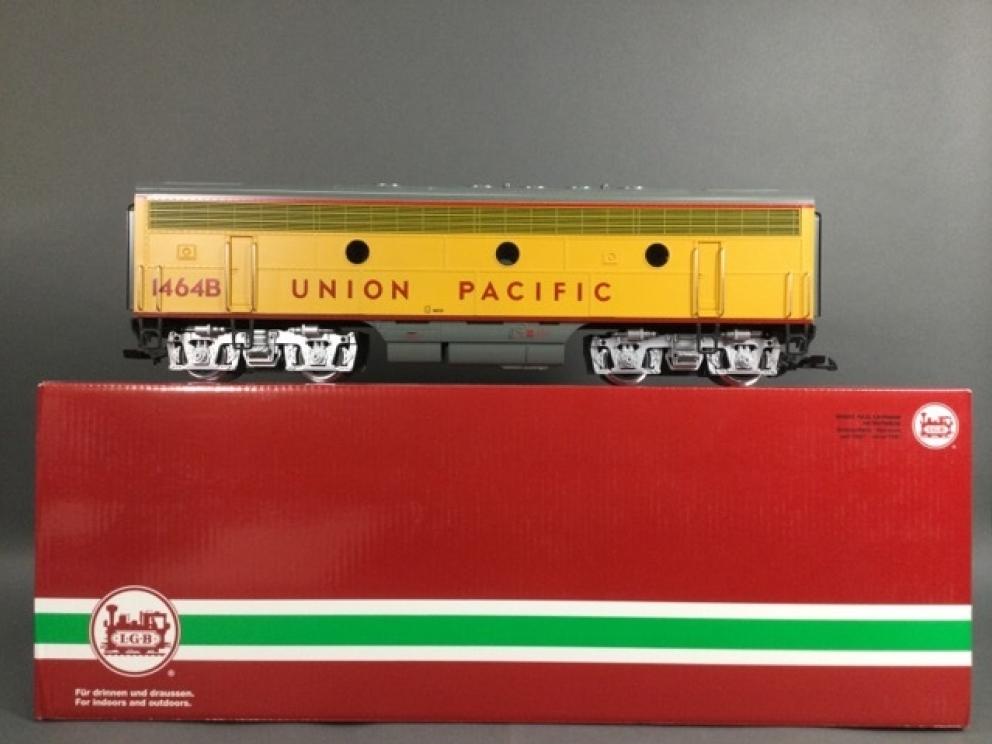 1464B UNION PACIFIC
L·G·B
L·G·B
®
Für drinnen und draussen.
For indoors and outdoors.